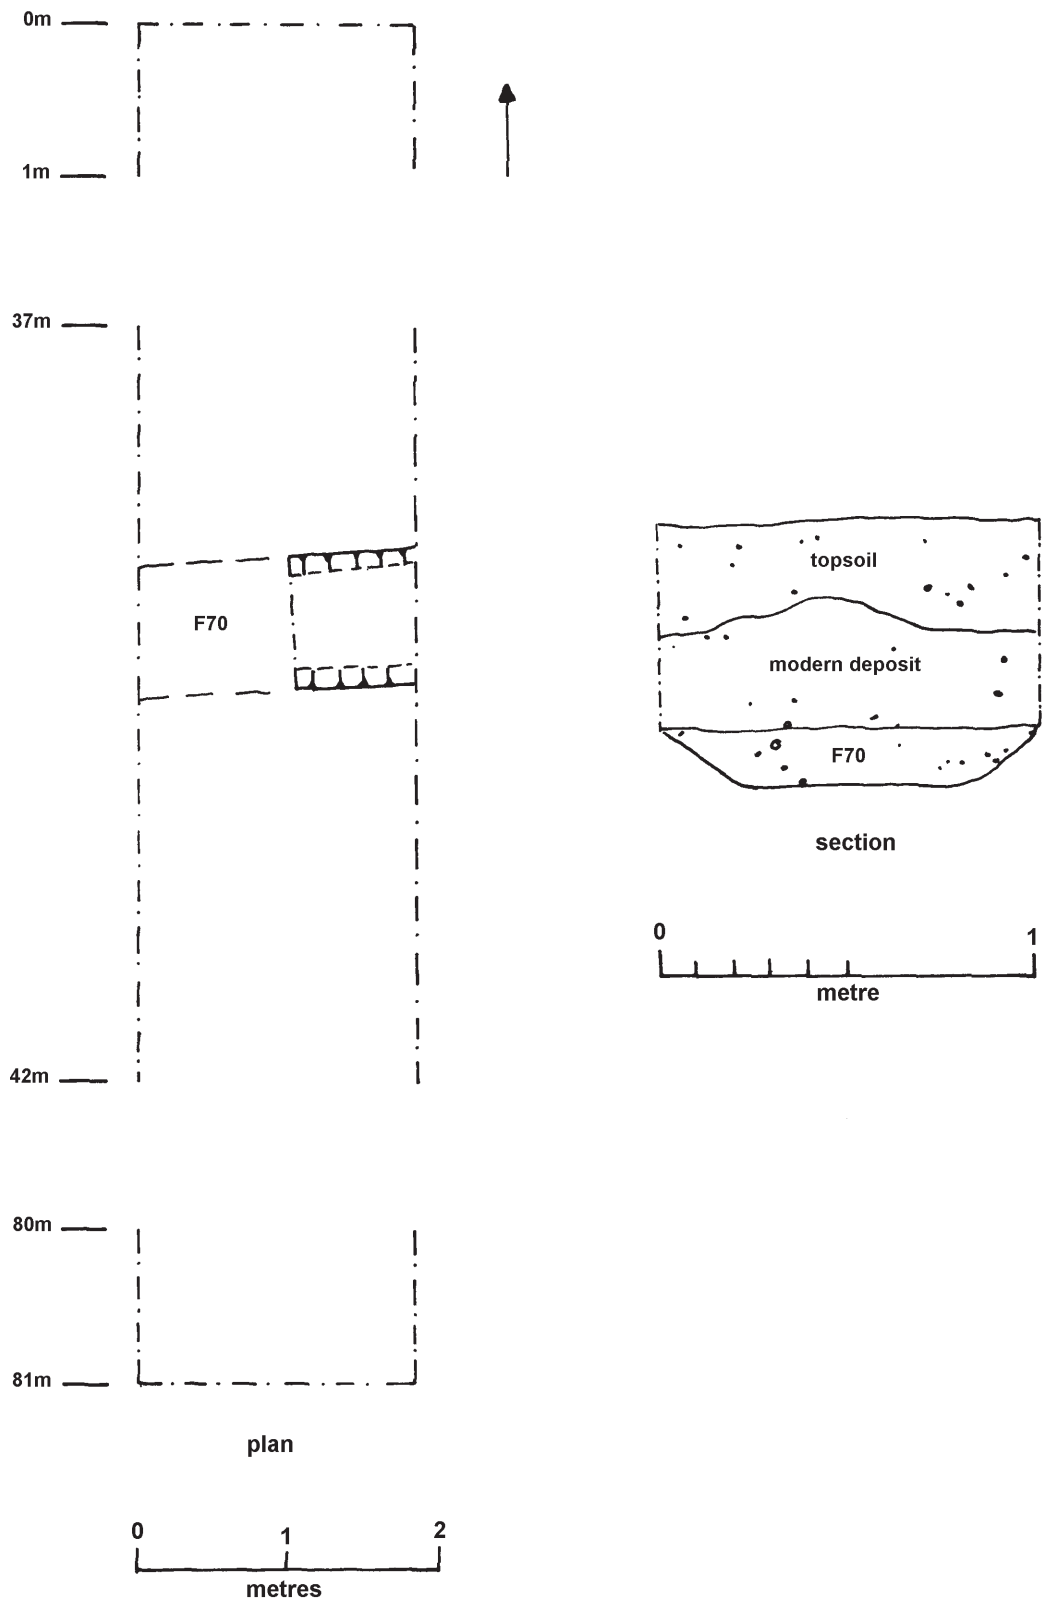 0m
1m
37m
F70
42m
80m
81m
plan
0 1 2
metres
topsoil
modern deposit
F70
section
0 1
metre